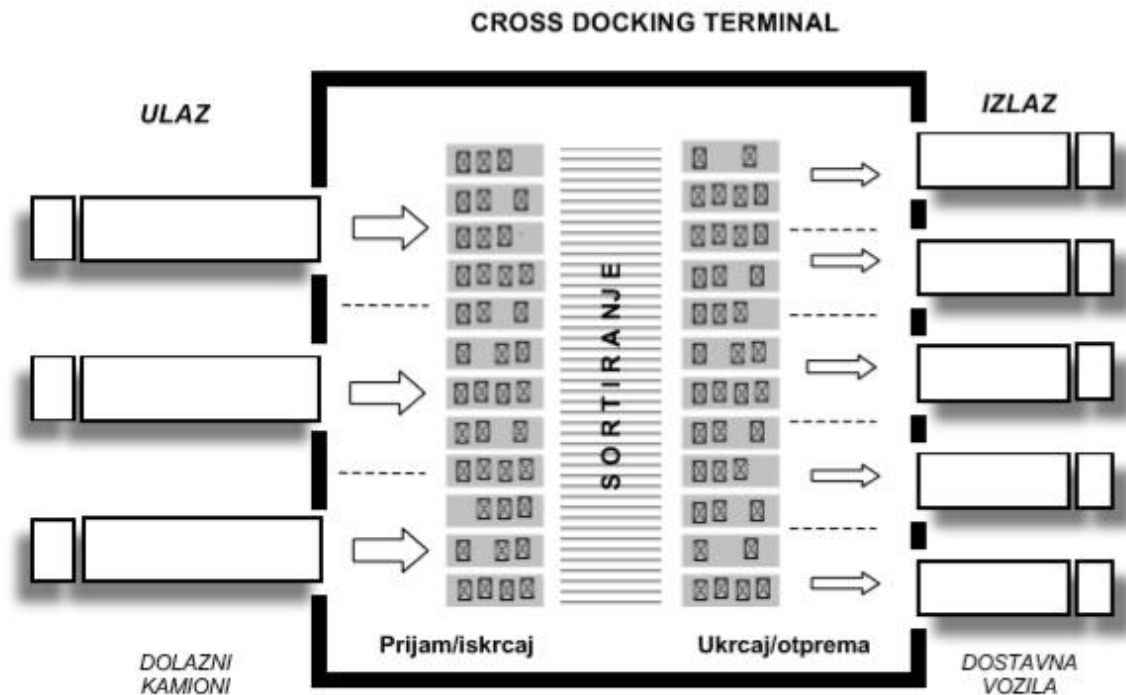 CROSS DOCKING TERMINAL
ULAZ
IZLAZ
SORTIRANJE
Prijam/iskrcaj
Ukrcaj/otprema
DOLAZNI
KAMIONI
DOSTAVNA
VOZILA